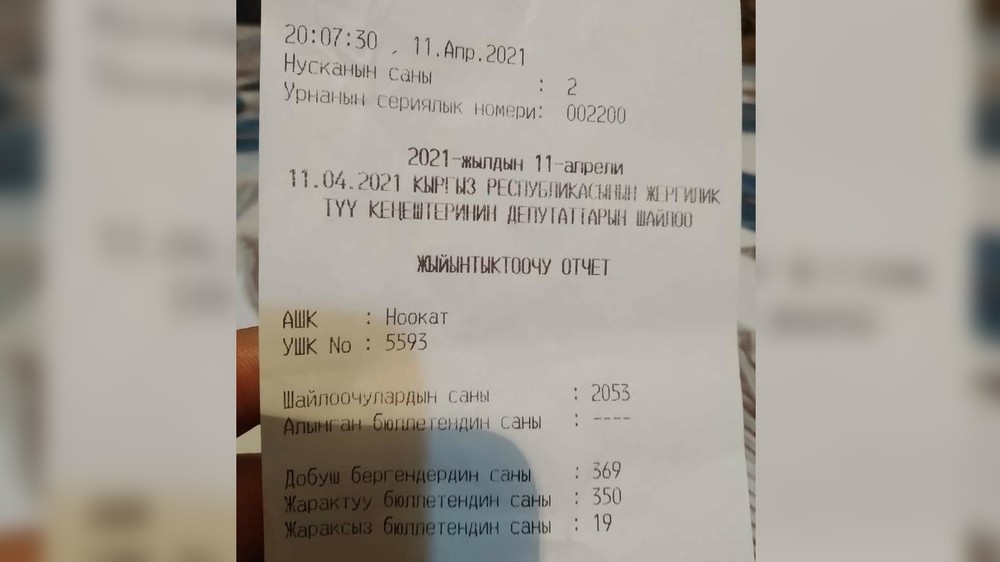 20:07:30 , 11.Апр.2021
Нусканын саны : 2
Урнанын сериялык номери: 002200
2021-жылдын 11-апрели
11.04.2021 КЫРГЫЗ РЕСПУБЛИКАСЫНЫН ЖЕРГИЛИК
ТҮҮ КЕҢЕШТЕРИНИН ДЕПУТАТТАРЫН ШАЙЛОО
ЖЫЙЫНТЫКТООЧУ ОТЧЕТ
АШК : Ноокат
УШК No : 5593
Шайлоочулардын саны : 2053
Алынган бюллетендин саны : ----
Добуш бергендердин саны : 369
Жарактуу бюллетендин саны : 350
Жараксыз бюллетендин саны : 19